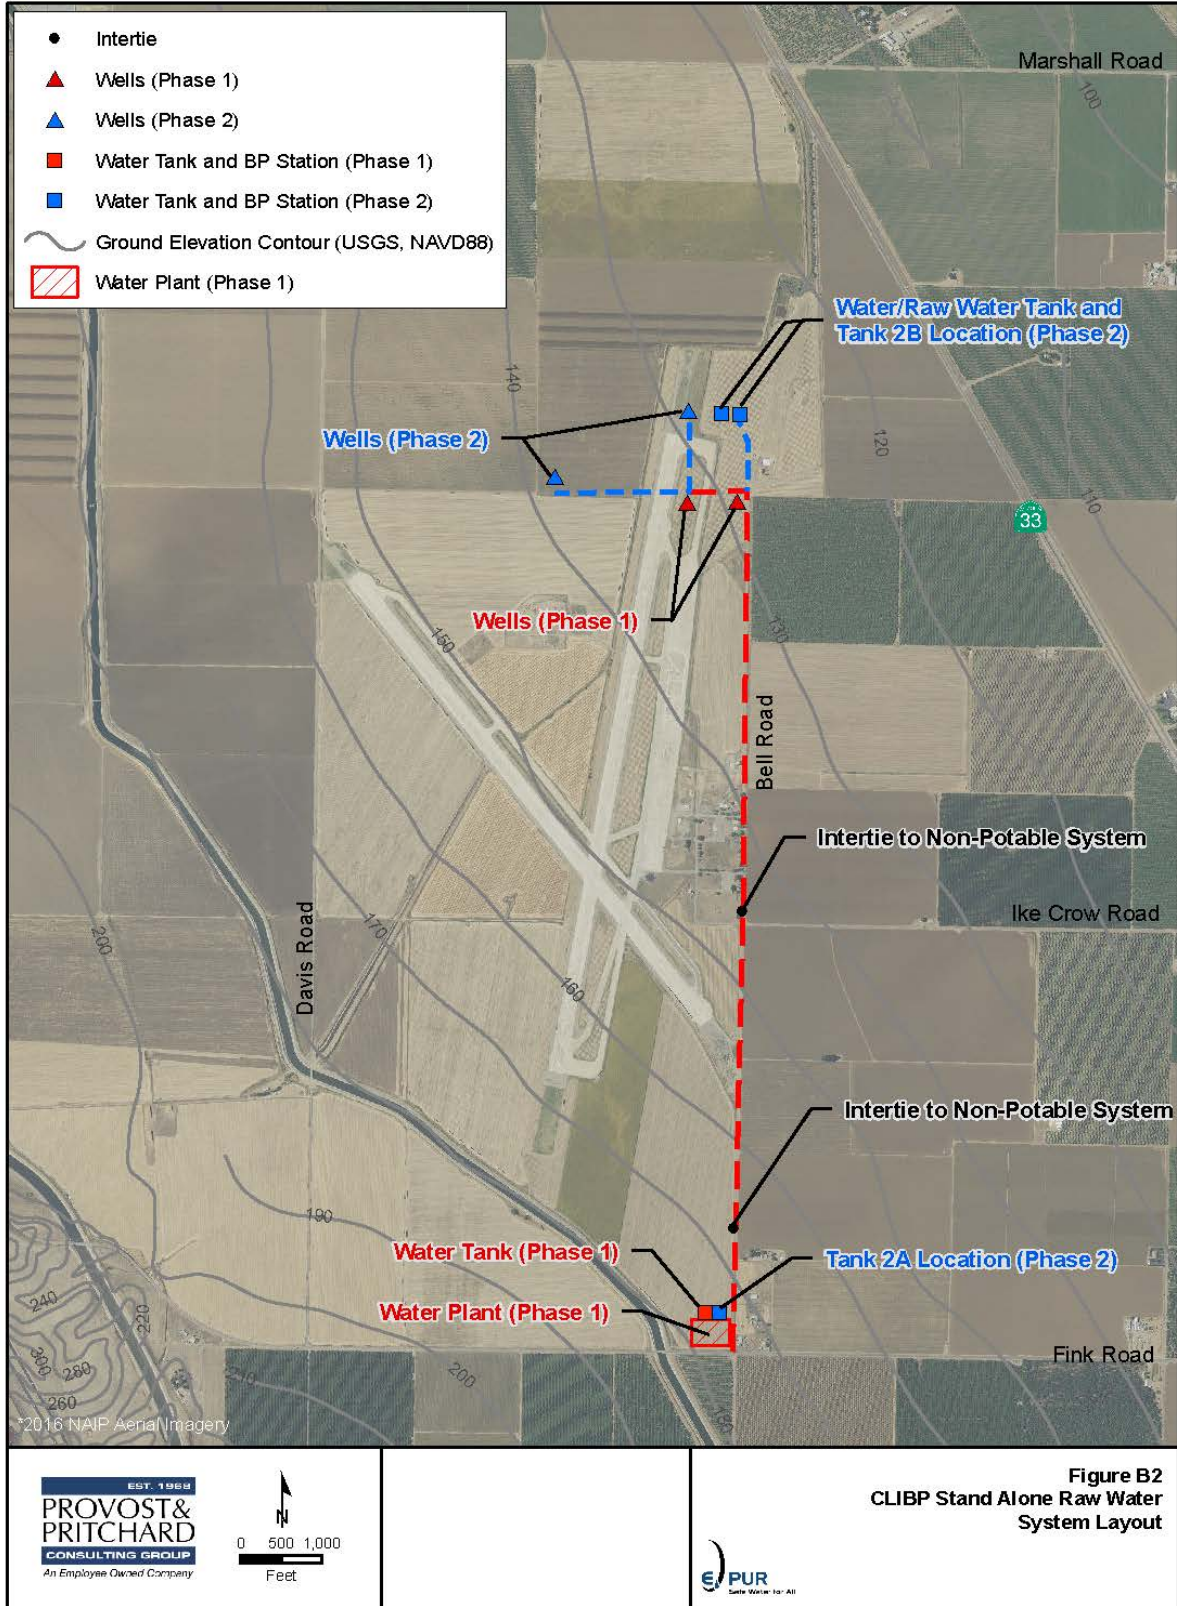 Intertie
Wells (Phase 1)
Wells (Phase 2)
Water Tank and BP Station (Phase 1)
Water Tank and BP Station (Phase 2)
Ground Elevation Contour (USGS, NAVD88)
Water Plant (Phase 1)
Marshall Road
100
Water/Raw Water Tank and
Tank 2B Location (Phase 2)
140
Wells (Phase 2)
120
110
33
Wells (Phase 1)
130
150
Bell Road
Intertie to Non-Potable System
Ike Crow Road
200
170
Davis Road
160
Intertie to Non-Potable System
190
Water Tank (Phase 1)
Tank 2A Location (Phase 2)
Water Plant (Phase 1)
240
220
300
280
260
210
200
180
Fink Road
*2016 NAIP Aerial Imagery
EST. 1968
PROVOST&
PRITCHARD
CONSULTING GROUP
An Employee Owned Company
N
0 500 1,000
Feet
PUR
Safe Water for All
Figure B2
CLIBP Stand Alone Raw Water
System Layout